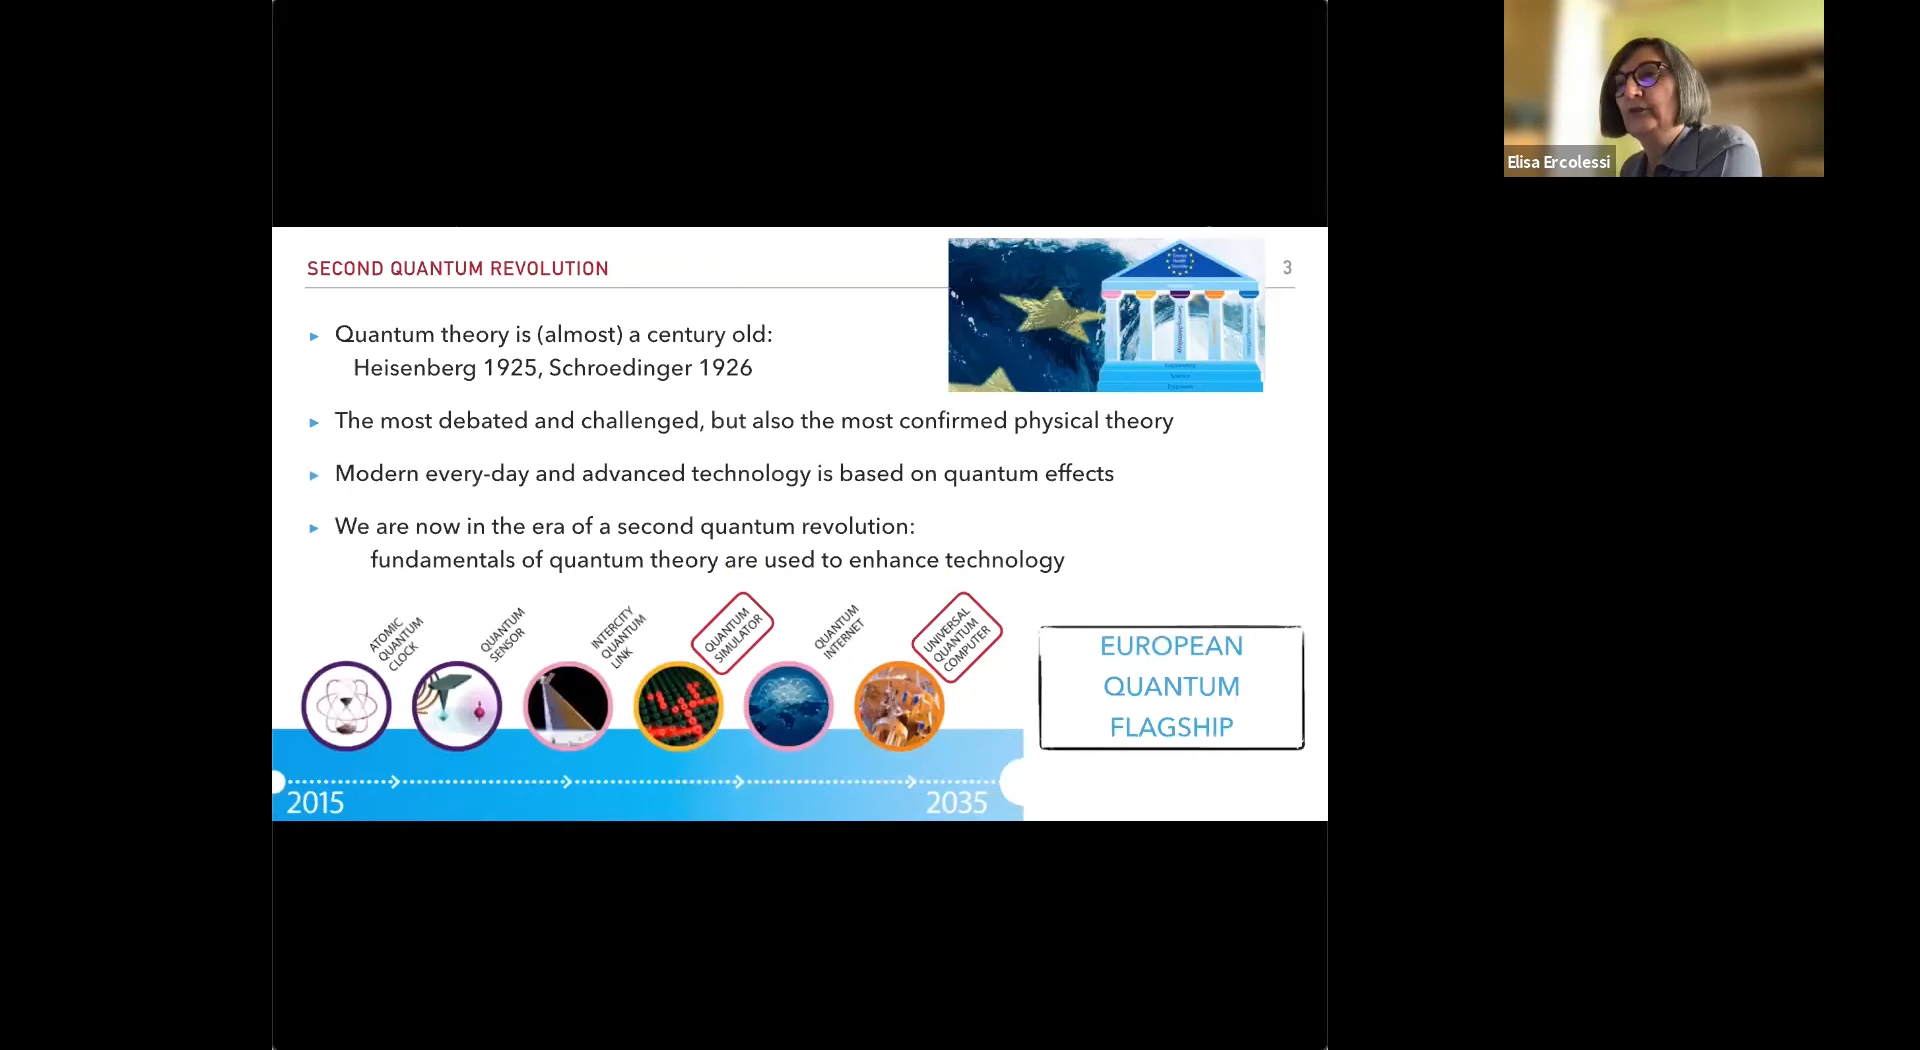 Elisa Ercolessi
SECOND QUANTUM REVOLUTION
3
Quantum theory is (almost) a century old:
Heisenberg 1925, Schroedinger 1926
The most debated and challenged, but also the most confirmed physical theory
Modern every-day and advanced technology is based on quantum effects
We are now in the era of a second quantum revolution:
fundamentals of quantum theory are used to enhance technology
ATOMIC
QUANTUM
CLOCK
QUANTUM
SENSOR
INTERCITY
QUANTUM
LINK
QUANTUM
SIMULATOR
QUANTUM
INTERNET
UNIVERSAL
QUANTUM
COMPUTER
EUROPEAN
QUANTUM
FLAGSHIP
2015
2035